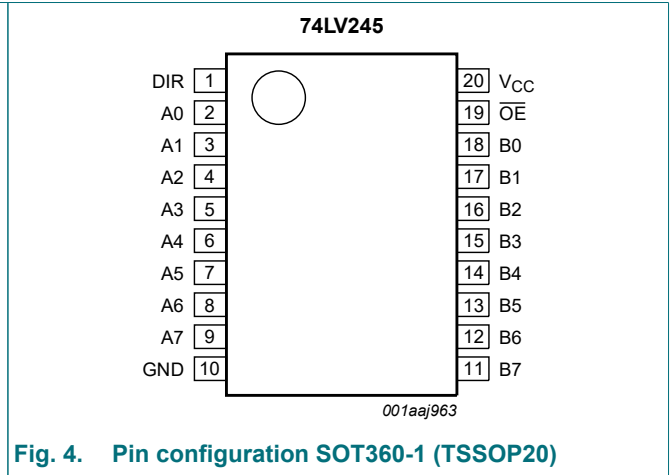 74LV245
DIR 1 20 VCC
A0 2 19 OE
A1 3 18 B0
A2 4 17 B1
A3 5 16 B2
A4 6 15 B3
A5 7 14 B4
A6 8 13 B5
A7 9 12 B6
GND 10 11 B7
001aaj963
Fig. 4. Pin configuration SOT360-1 (TSSOP20)